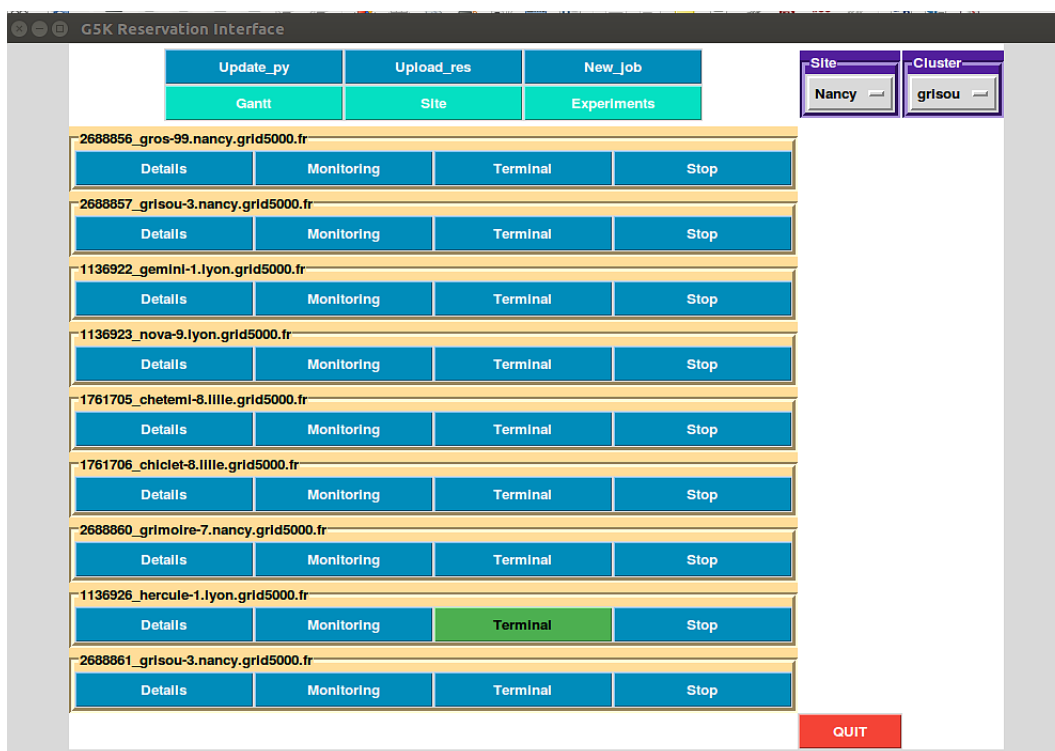 G5K Reservation Interface
Update_py Upload_res New_job
Gantt Site Experiments
Site Cluster
Nancy grisou
2688856_gros-99.nancy.grid5000.fr
Details Monitoring Terminal Stop
2688857_grisou-3.nancy.grid5000.fr
Details Monitoring Terminal Stop
1136922_gemini-1.lyon.grid5000.fr
Details Monitoring Terminal Stop
1136923_nova-9.lyon.grid5000.fr
Details Monitoring Terminal Stop
1761705_chetemi-8.lille.grid5000.fr
Details Monitoring Terminal Stop
1761706_chiclet-8.lille.grid5000.fr
Details Monitoring Terminal Stop
2688860_grimoire-7.nancy.grid5000.fr
Details Monitoring Terminal Stop
1136926_hercule-1.lyon.grid5000.fr
Details Monitoring Terminal Stop
2688861_grisou-3.nancy.grid5000.fr
Details Monitoring Terminal Stop
QUIT